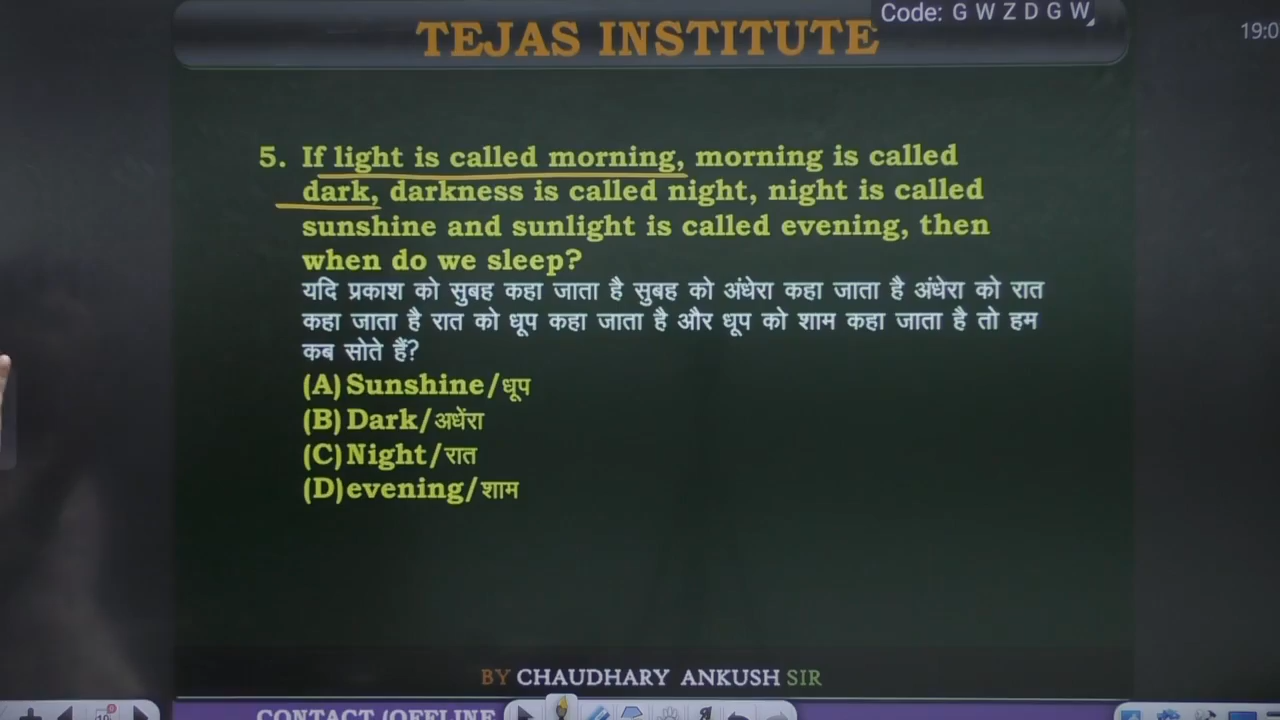 Code: G W Z D G W
TEJAS INSTITUTE
19:0
5. If light is called morning, morning is called
dark, darkness is called night, night is called
sunshine and sunlight is called evening, then
when do we sleep?
यदि प्रकाश को सुबह कहा जाता है सुबह को अंधेरा कहा जाता है अंधेरा को रात
कहा जाता है रात को धूप कहा जाता है और धूप को शाम कहा जाता है तो हम
कब सोते हैं?
(A) Sunshine/धूप
(B) Dark/अधेंरा
(C) Night/रात
(D) evening/शाम
BY CHAUDHARY ANKUSH SIR
CONTACT (OFFLINE